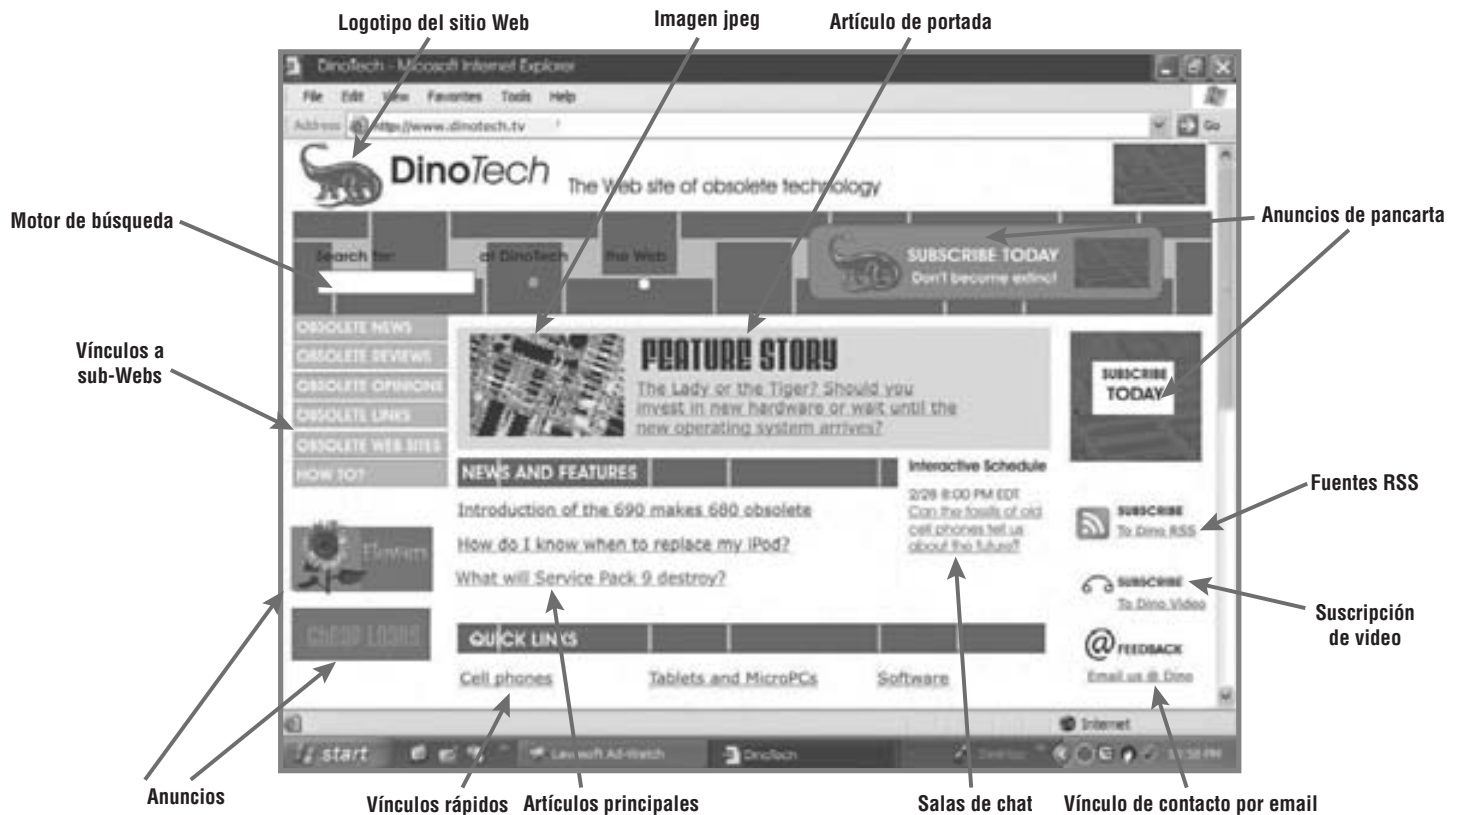 Logotipo del sitio Web
Imagen jpeg
Artículo de portada
DinoTech - Microsoft Internet Explorer
File Edit View Favorites Tools Help
Address http://www.dinotech.tv Go
DinoTech The Web site of obsolete technology
Motor de búsqueda
Anuncios de pancarta
Search for: at DinoTech the Web
SUBSCRIBE TODAY
Don't become extinct
Vínculos a
sub-Webs
OBSOLETE NEWS
OBSOLETE REVIEWS
OBSOLETE OPINIONS
OBSOLETE LINKS
OBSOLETE WEB SITES
HOW TO?
FEATURE STORY
The Lady or the Tiger? Should you
invest in new hardware or wait until the
new operating system arrives?
SUBSCRIBE
TODAY
NEWS AND FEATURES
Introduction of the 690 makes 680 obsolete
How do I know when to replace my iPod?
What will Service Pack 9 destroy?
Interactive Schedule
2/28 8:00 PM EDT
Can the fossils of old
cell phones tell us
about the future?
Fuentes RSS
SUBSCRIBE
To Dino RSS
SUBSCRIBE
To Dino Video
Suscripción
de video
@ FEEDBACK
Email us @ Dino
Flowers
CHEAP LOANS
QUICK LINKS
Cell phones Tablets and MicroPCs Software
Internet
start Lavasoft Ad-Watch DinoTech Desktop
Anuncios
Vínculos rápidos
Artículos principales
Salas de chat
Vínculo de contacto por email